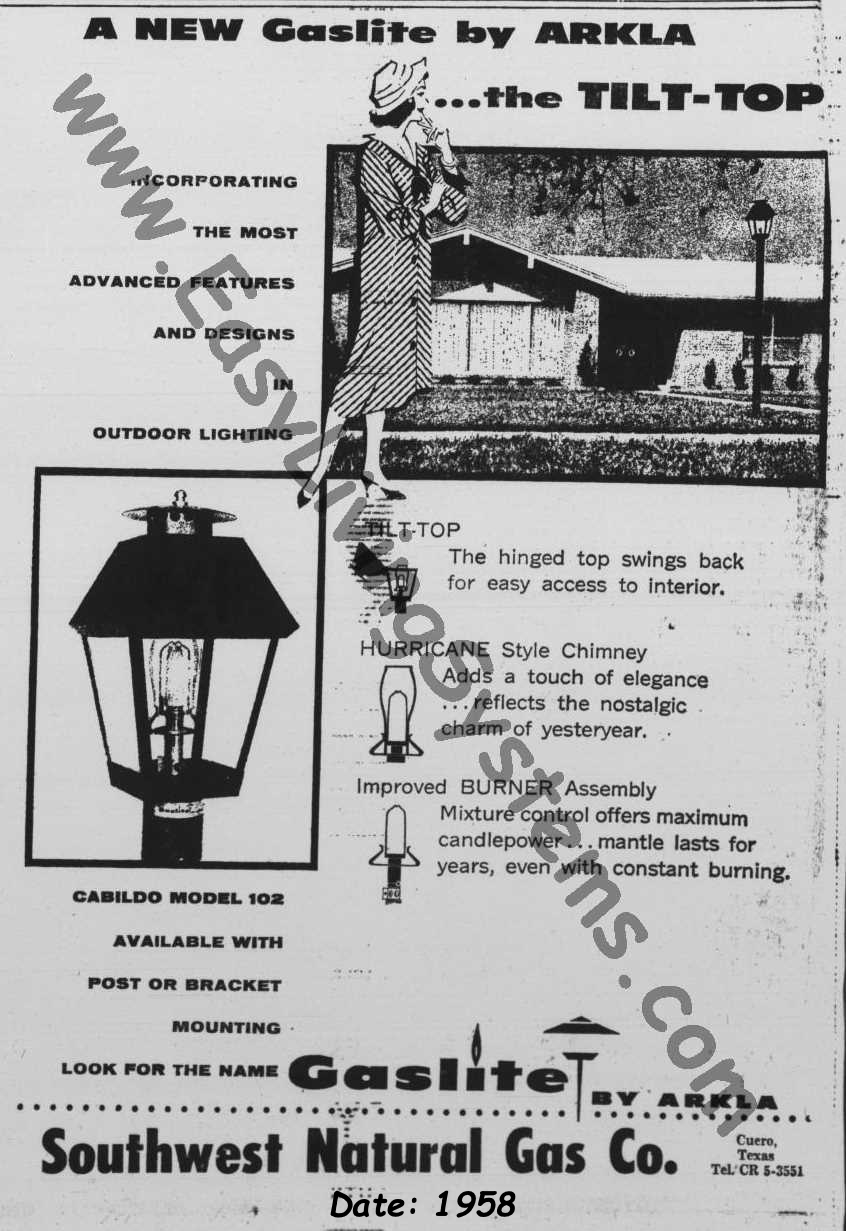 A NEW Gaslite by ARKLA
...the TILT-TOP
INCORPORATING
THE MOST
ADVANCED FEATURES
AND DESIGNS
IN
OUTDOOR LIGHTING
TILT-TOP
The hinged top swings back
for easy access to interior.
HURRICANE Style Chimney
Adds a touch of elegance
...reflects the nostalgic
charm of yesteryear.
Improved BURNER Assembly
Mixture control offers maximum
candlepower...mantle lasts for
years, even with constant burning.
CABILDO MODEL 102
AVAILABLE WITH
POST OR BRACKET
MOUNTING
LOOK FOR THE NAME Gaslite BY ARKLA
Southwest Natural Gas Co.
Cuero,
Texas
Tel. CR 5-3551
Date: 1958
www.EasyLivingSystems.com